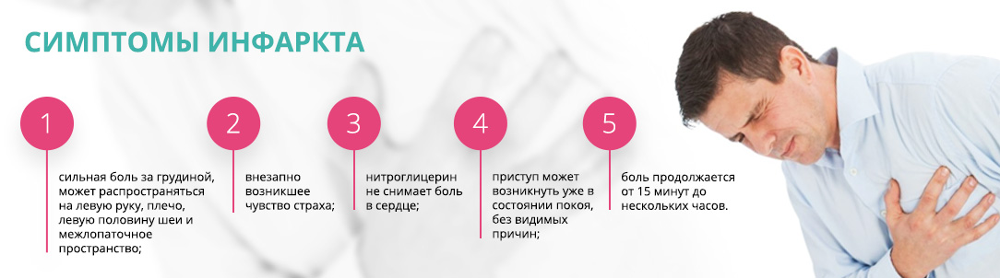 СИМПТОМЫ ИНФАРКТА
1
сильная боль за грудиной,
может распространяться
на левую руку, плечо,
левую половину шеи и
межлопаточное
пространство;
2
внезапно
возникшее
чувство страха;
3
нитроглицерин
не снимает боль
в сердце;
4
приступ может
возникнуть уже в
состоянии покоя,
без видимых
причин;
5
боль продолжается
от 15 минут до
нескольких часов.